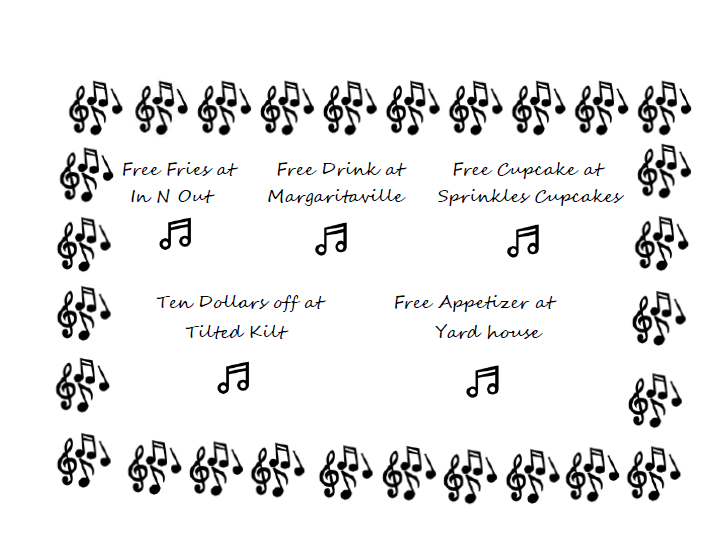 Free Fries at
In N Out
Free Drink at
Margaritaville
Free Cupcake at
Sprinkles Cupcakes
Ten Dollars off at
Tilted Kilt
Free Appetizer at
Yard house